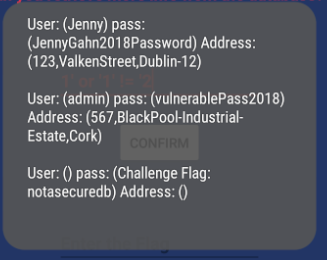 User: (Jenny) pass:
(JennyGahn2018Password) Address:
(123,ValkenStreet,Dublin-12)
User: (admin) pass: (vulnerablePass2018)
Address: (567,BlackPool-Industrial-
Estate,Cork)
CONFIRM
User: () pass: (Challenge Flag:
notasecuredb) Address: ()